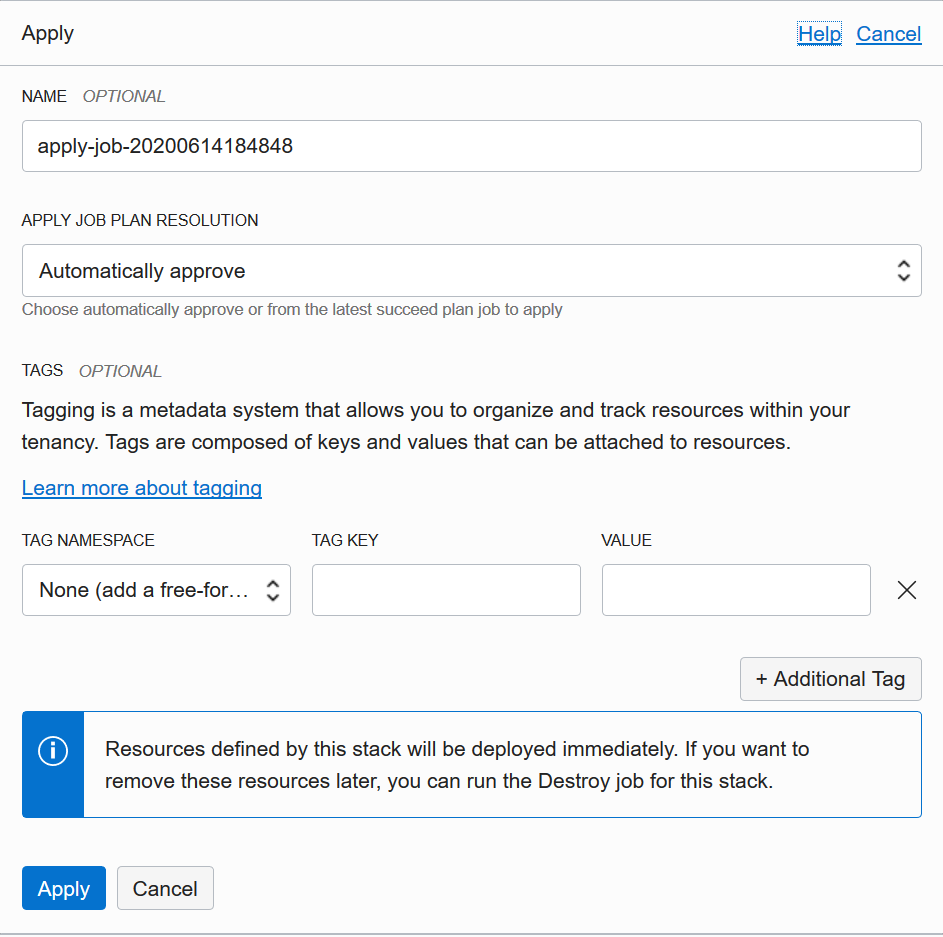 Apply Help Cancel
NAME OPTIONAL
apply-job-20200614184848
APPLY JOB PLAN RESOLUTION
Automatically approve
Choose automatically approve or from the latest succeed plan job to apply
TAGS OPTIONAL
Tagging is a metadata system that allows you to organize and track resources within your
tenancy. Tags are composed of keys and values that can be attached to resources.
Learn more about tagging
TAG NAMESPACE TAG KEY VALUE
None (add a free-for...
+ Additional Tag
Resources defined by this stack will be deployed immediately. If you want to
remove these resources later, you can run the Destroy job for this stack.
Apply Cancel